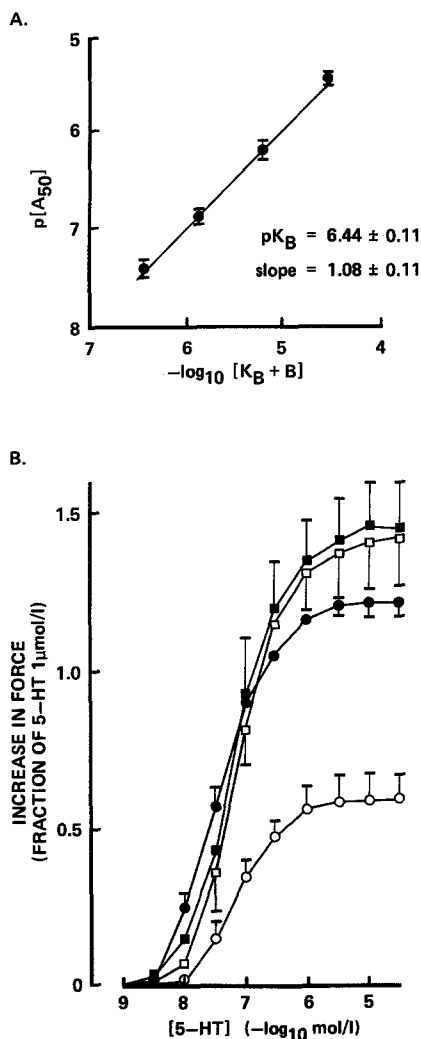 A.
5
6
7
8
p[A50]
pKB = 6.44 ± 0.11
slope = 1.08 ± 0.11
7 6 5 4
–log10 [KB + B]
B.
1.5
1.0
0.5
0
INCREASE IN FORCE
(FRACTION OF 5–HT 1μmol/l)
9 8 7 6 5
[5–HT] (–log10 mol/l)